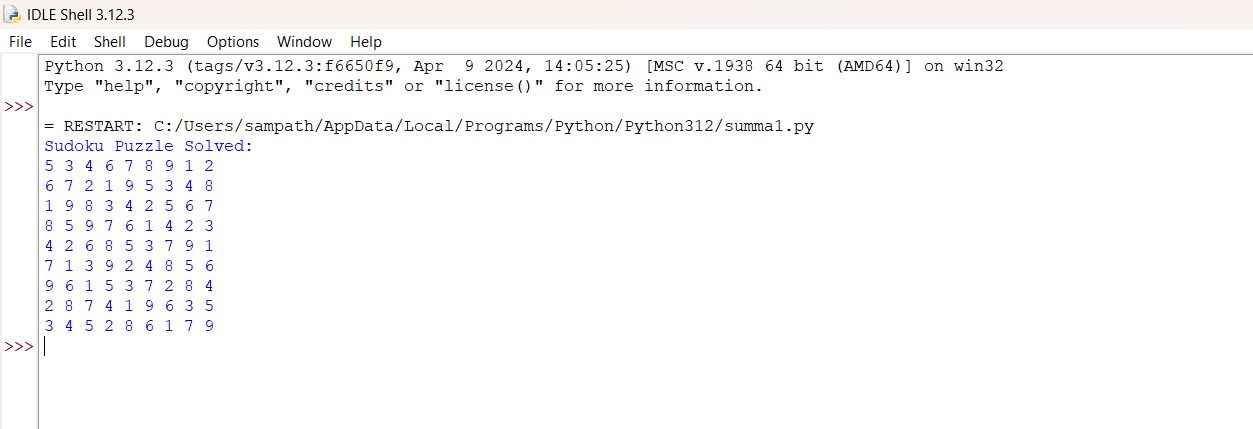 IDLE Shell 3.12.3
File Edit Shell Debug Options Window Help
Python 3.12.3 (tags/v3.12.3:f6650f9, Apr  9 2024, 14:05:25) [MSC v.1938 64 bit (AMD64)] on win32
Type "help", "copyright", "credits" or "license()" for more information.
>>>
= RESTART: C:/Users/sampath/AppData/Local/Programs/Python/Python312/summa1.py
Sudoku Puzzle Solved:
5 3 4 6 7 8 9 1 2
6 7 2 1 9 5 3 4 8
1 9 8 3 4 2 5 6 7
8 5 9 7 6 1 4 2 3
4 2 6 8 5 3 7 9 1
7 1 3 9 2 4 8 5 6
9 6 1 5 3 7 2 8 4
2 8 7 4 1 9 6 3 5
3 4 5 2 8 6 1 7 9
>>>